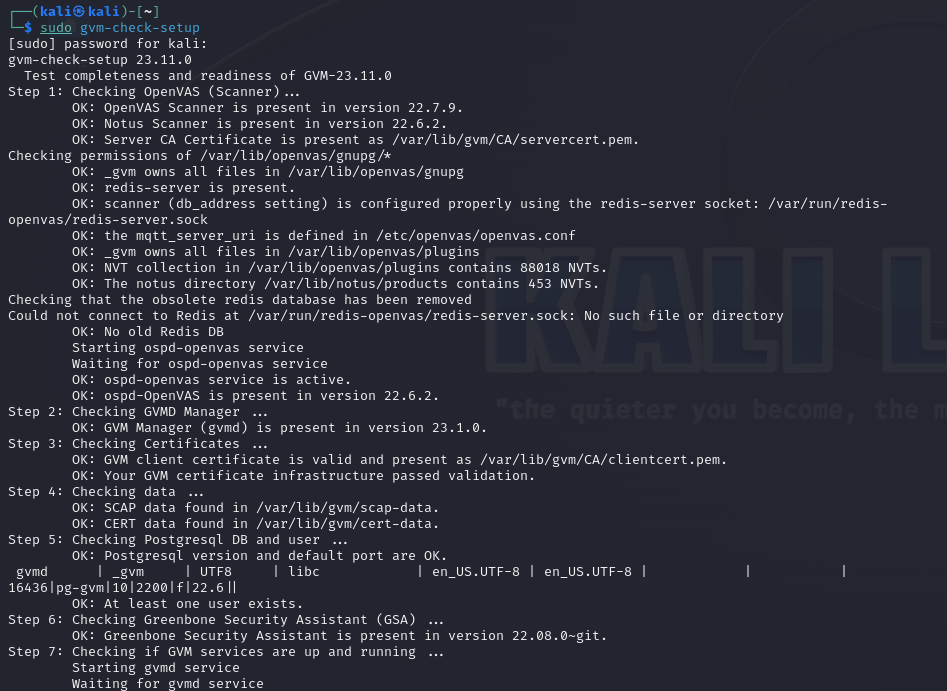 ┌──(kali㉿kali)-[~]
└─$ sudo gvm-check-setup
[sudo] password for kali:
gvm-check-setup 23.11.0
  Test completeness and readiness of GVM-23.11.0
Step 1: Checking OpenVAS (Scanner)...
        OK: OpenVAS Scanner is present in version 22.7.9.
        OK: Notus Scanner is present in version 22.6.2.
        OK: Server CA Certificate is present as /var/lib/gvm/CA/servercert.pem.
Checking permissions of /var/lib/openvas/gnupg/*
        OK: _gvm owns all files in /var/lib/openvas/gnupg
        OK: redis-server is present.
        OK: scanner (db_address setting) is configured properly using the redis-server socket: /var/run/redis-
openvas/redis-server.sock
        OK: the mqtt_server_uri is defined in /etc/openvas/openvas.conf
        OK: _gvm owns all files in /var/lib/openvas/plugins
        OK: NVT collection in /var/lib/openvas/plugins contains 88018 NVTs.
        OK: The notus directory /var/lib/notus/products contains 453 NVTs.
Checking that the obsolete redis database has been removed
Could not connect to Redis at /var/run/redis-openvas/redis-server.sock: No such file or directory
        OK: No old Redis DB
        Starting ospd-openvas service
        Waiting for ospd-openvas service
        OK: ospd-openvas service is active.
        OK: ospd-OpenVAS is present in version 22.6.2.
Step 2: Checking GVMD Manager ...
        OK: GVM Manager (gvmd) is present in version 23.1.0.
Step 3: Checking Certificates ...
        OK: GVM client certificate is valid and present as /var/lib/gvm/CA/clientcert.pem.
        OK: Your GVM certificate infrastructure passed validation.
Step 4: Checking data ...
        OK: SCAP data found in /var/lib/gvm/scap-data.
        OK: CERT data found in /var/lib/gvm/cert-data.
Step 5: Checking Postgresql DB and user ...
        OK: Postgresql version and default port are OK.
 gvmd      | _gvm     | UTF8     | libc            | en_US.UTF-8 | en_US.UTF-8 |            |           |
16436|pg-gvm|10|2200|f|22.6||
        OK: At least one user exists.
Step 6: Checking Greenbone Security Assistant (GSA) ...
        OK: Greenbone Security Assistant is present in version 22.08.0~git.
Step 7: Checking if GVM services are up and running ...
        Starting gvmd service
        Waiting for gvmd service
KALI L
"the quieter you become, the m